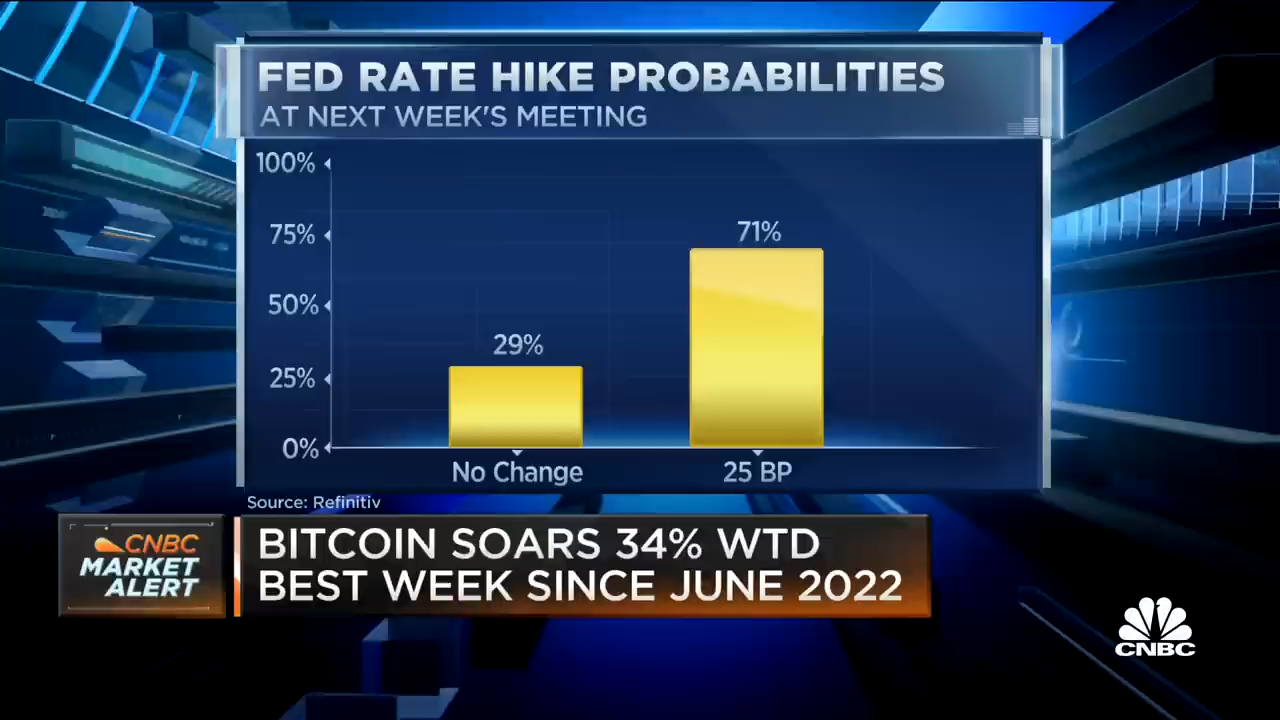 FED RATE HIKE PROBABILITIES
AT NEXT WEEK'S MEETING
100%
75%
50%
25%
0%
29%
71%
No Change
25 BP
Source: Refinitiv
CNBC
MARKET
ALERT
BITCOIN SOARS 34% WTD
BEST WEEK SINCE JUNE 2022
CNBC